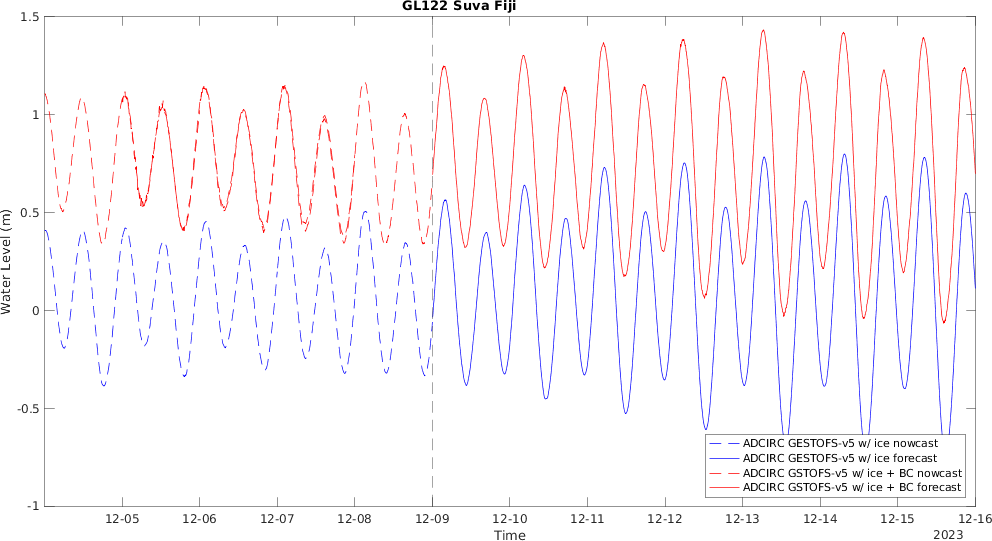 GL122 Suva Fiji
Water Level (m)
1.5
1
0.5
0
-0.5
-1
12-05 12-06 12-07 12-08 12-09 12-10 12-11 12-12 12-13 12-14 12-15 12-16
Time
2023
ADCIRC GESTOFS-v5 w/ ice nowcast
ADCIRC GESTOFS-v5 w/ ice forecast
ADCIRC GSTOFS-v5 w/ ice + BC nowcast
ADCIRC GSTOFS-v5 w/ ice + BC forecast